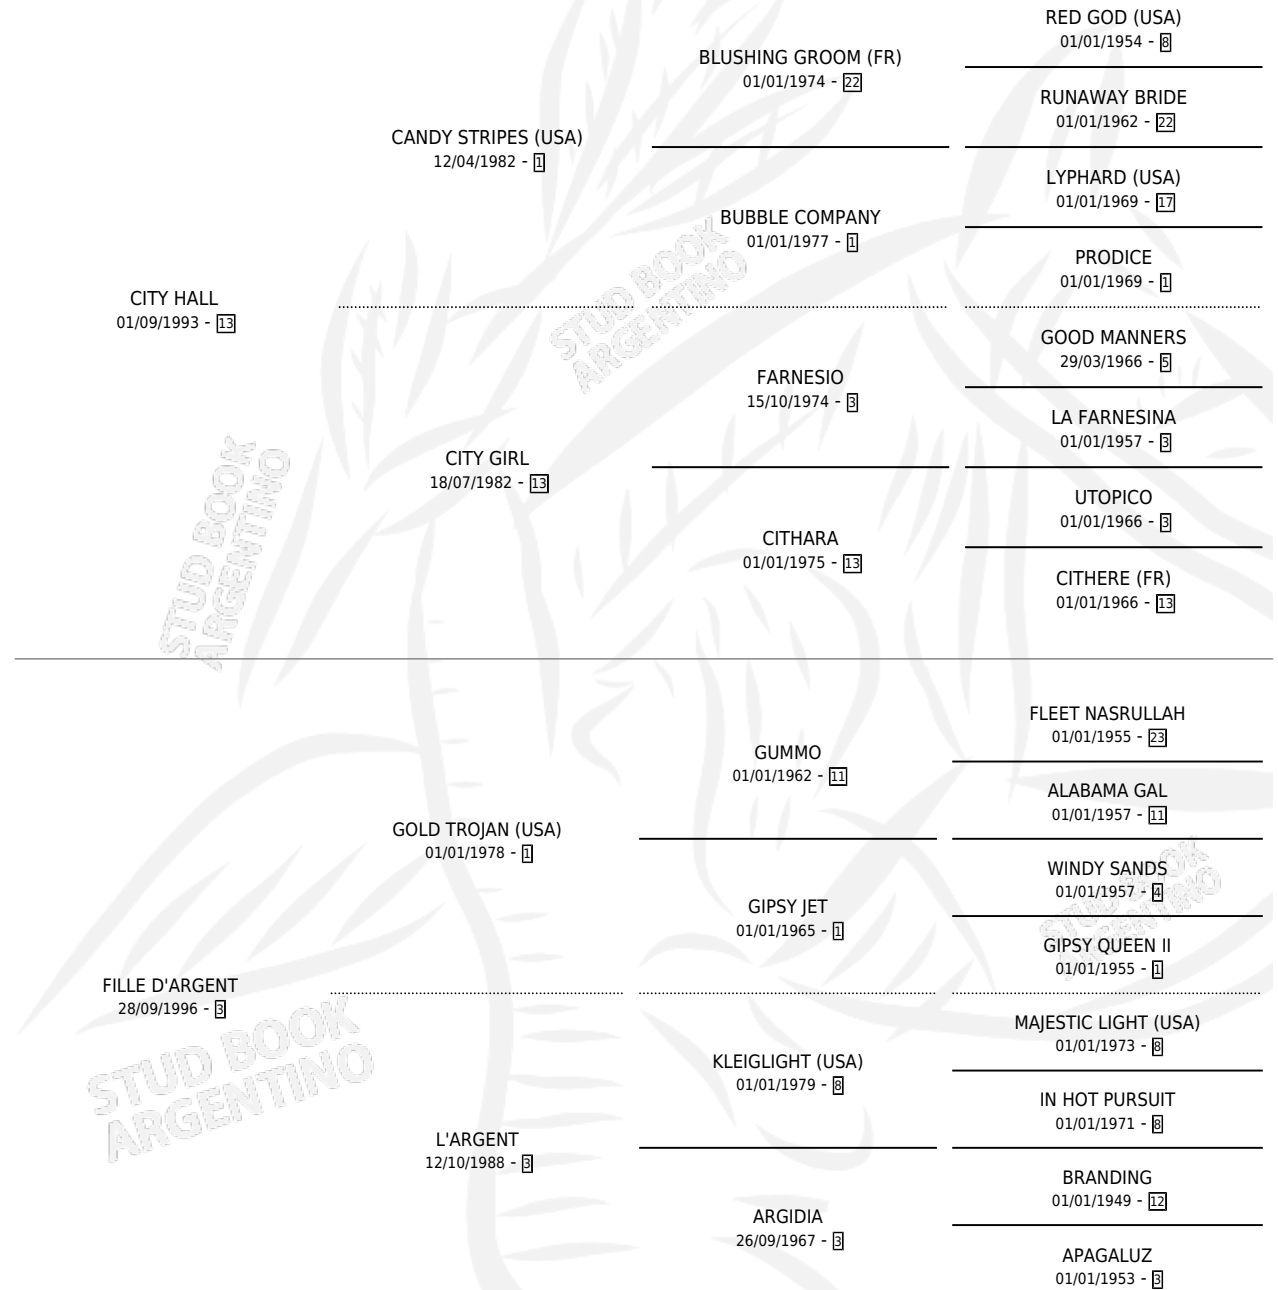 RED GOD (USA)
01/01/1954 - 8
BLUSHING GROOM (FR)
01/01/1974 - 22
RUNAWAY BRIDE
01/01/1962 - 22
CANDY STRIPES (USA)
12/04/1982 - 1
LYPHARD (USA)
01/01/1969 - 17
BUBBLE COMPANY
01/01/1977 - 1
PRODICE
01/01/1969 - 1
CITY HALL
01/09/1993 - 13
STUD BOOK
ARGENTINO
GOOD MANNERS
29/03/1966 - 5
FARNESIO
15/10/1974 - 3
LA FARNESINA
01/01/1957 - 3
CITY GIRL
18/07/1982 - 13
UTOPICO
01/01/1966 - 3
CITHARA
01/01/1975 - 13
CITHERE (FR)
01/01/1966 - 13
STUD BOOK
ARGENTINO
FLEET NASRULLAH
01/01/1955 - 23
GUMMO
01/01/1962 - 11
ALABAMA GAL
01/01/1957 - 11
GOLD TROJAN (USA)
01/01/1978 - 1
WINDY SANDS
01/01/1957 - 4
GIPSY JET
01/01/1965 - 1
STUD BOOK
ARGENTINO
GIPSY QUEEN II
01/01/1955 - 1
FILLE D'ARGENT
28/09/1996 - 3
STUD BOOK
ARGENTINO
MAJESTIC LIGHT (USA)
01/01/1973 - 8
KLEIGLIGHT (USA)
01/01/1979 - 8
IN HOT PURSUIT
01/01/1971 - 8
L'ARGENT
12/10/1988 - 3
BRANDING
01/01/1949 - 12
ARGIDIA
26/09/1967 - 3
APAGALUZ
01/01/1953 - 3